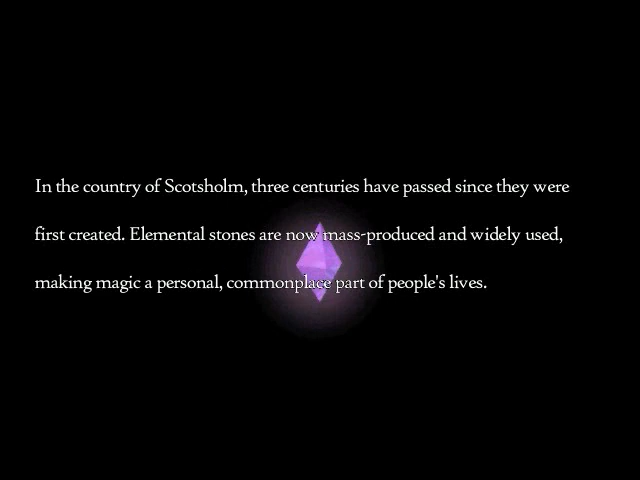 In the country of Scotsholm, three centuries have passed since they were
first created. Elemental stones are now mass-produced and widely used,
making magic a personal, commonplace part of people's lives.